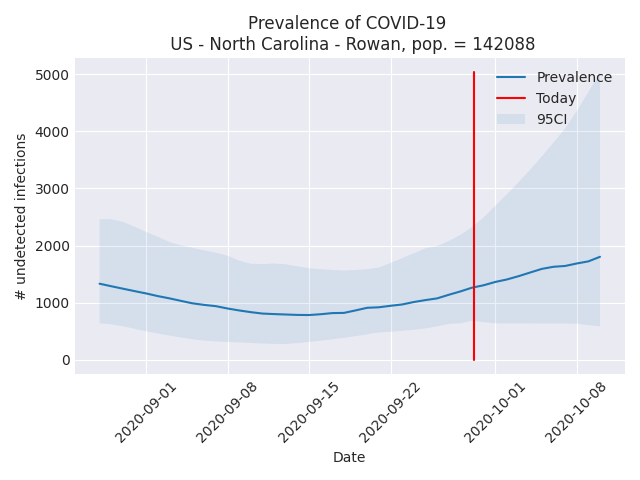 Prevalence of COVID-19
US - North Carolina - Rowan, pop. = 142088
Prevalence
Today
95CI
# undetected infections
5000
4000
3000
2000
1000
0
2020-09-01
2020-09-08
2020-09-15
2020-09-22
2020-10-01
2020-10-08
Date